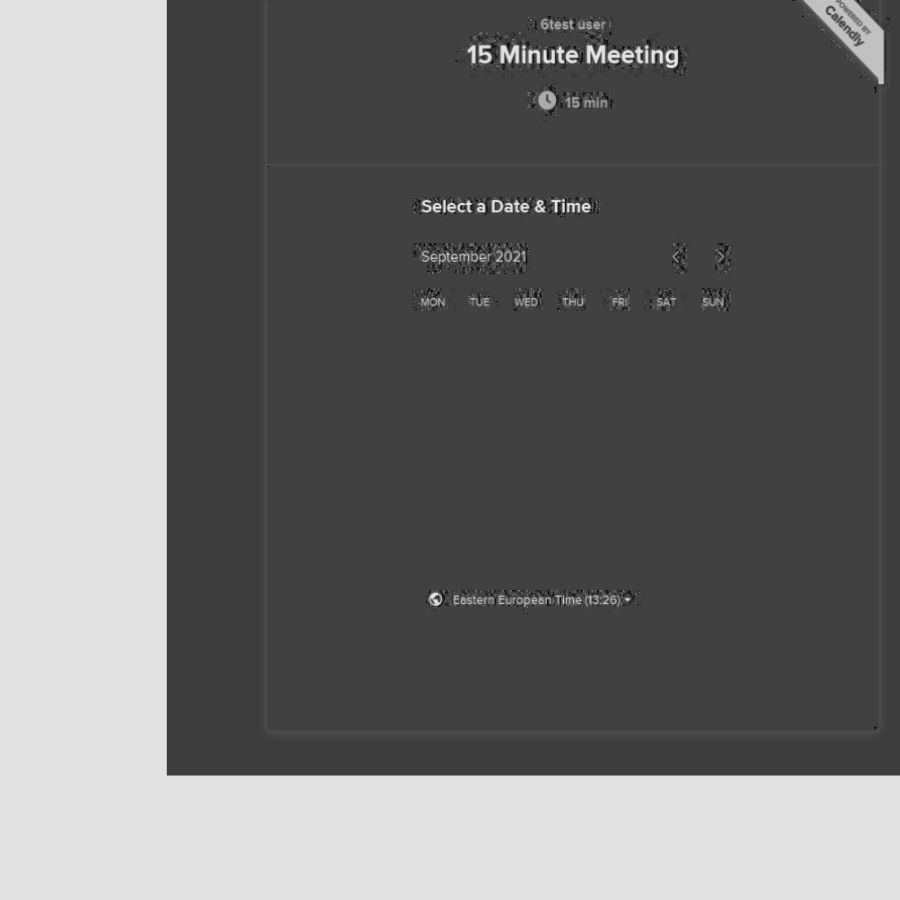 POWERED BY
Calendly
6test user
15 Minute Meeting
15 min
Select a Date & Time
September 2021
MON TUE WED THU FRI SAT SUN
Eastern European Time (13:26)